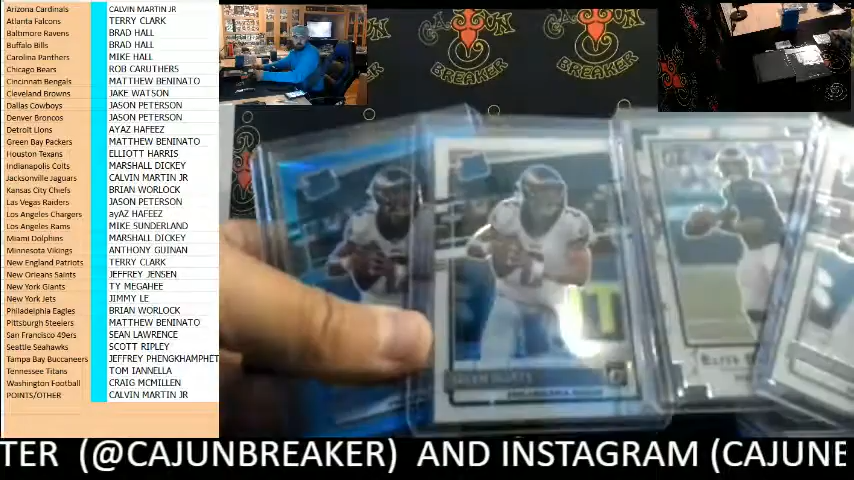 Arizona Cardinals CALVIN MARTIN JR
Atlanta Falcons TERRY CLARK
Baltimore Ravens BRAD HALL
Buffalo Bills BRAD HALL
Carolina Panthers MIKE HALL
Chicago Bears ROB CARUTHERS
Cincinnati Bengals MATTHEW BENINATO
Cleveland Browns JAKE WATSON
Dallas Cowboys JASON PETERSON
Denver Broncos JASON PETERSON
Detroit Lions AYAZ HAFEEZ
Green Bay Packers MATTHEW BENINATO
Houston Texans ELLIOTT HARRIS
Indianapolis Colts MARSHALL DICKEY
Jacksonville Jaguars CALVIN MARTIN JR
Kansas City Chiefs BRIAN WORLOCK
Las Vegas Raiders JASON PETERSON
Los Angeles Chargers ayAZ HAFEEZ
Los Angeles Rams MIKE SUNDERLAND
Miami Dolphins MARSHALL DICKEY
Minnesota Vikings ANTHONY GUINAN
New England Patriots TERRY CLARK
New Orleans Saints JEFFREY JENSEN
New York Giants TY MEGAHEE
New York Jets JIMMY LE
Philadelphia Eagles BRIAN WORLOCK
Pittsburgh Steelers MATTHEW BENINATO
San Francisco 49ers SEAN LAWRENCE
Seattle Seahawks SCOTT RIPLEY
Tampa Bay Buccaneers JEFFREY PHENGKHAMPHET
Tennessee Titans TOM IANNELLA
Washington Football CRAIG MCMILLEN
POINTS/OTHER CALVIN MARTIN JR
CAJUN
BREAKER
BREAKER
TER (@CAJUNBREAKER) AND INSTAGRAM (CAJUNE